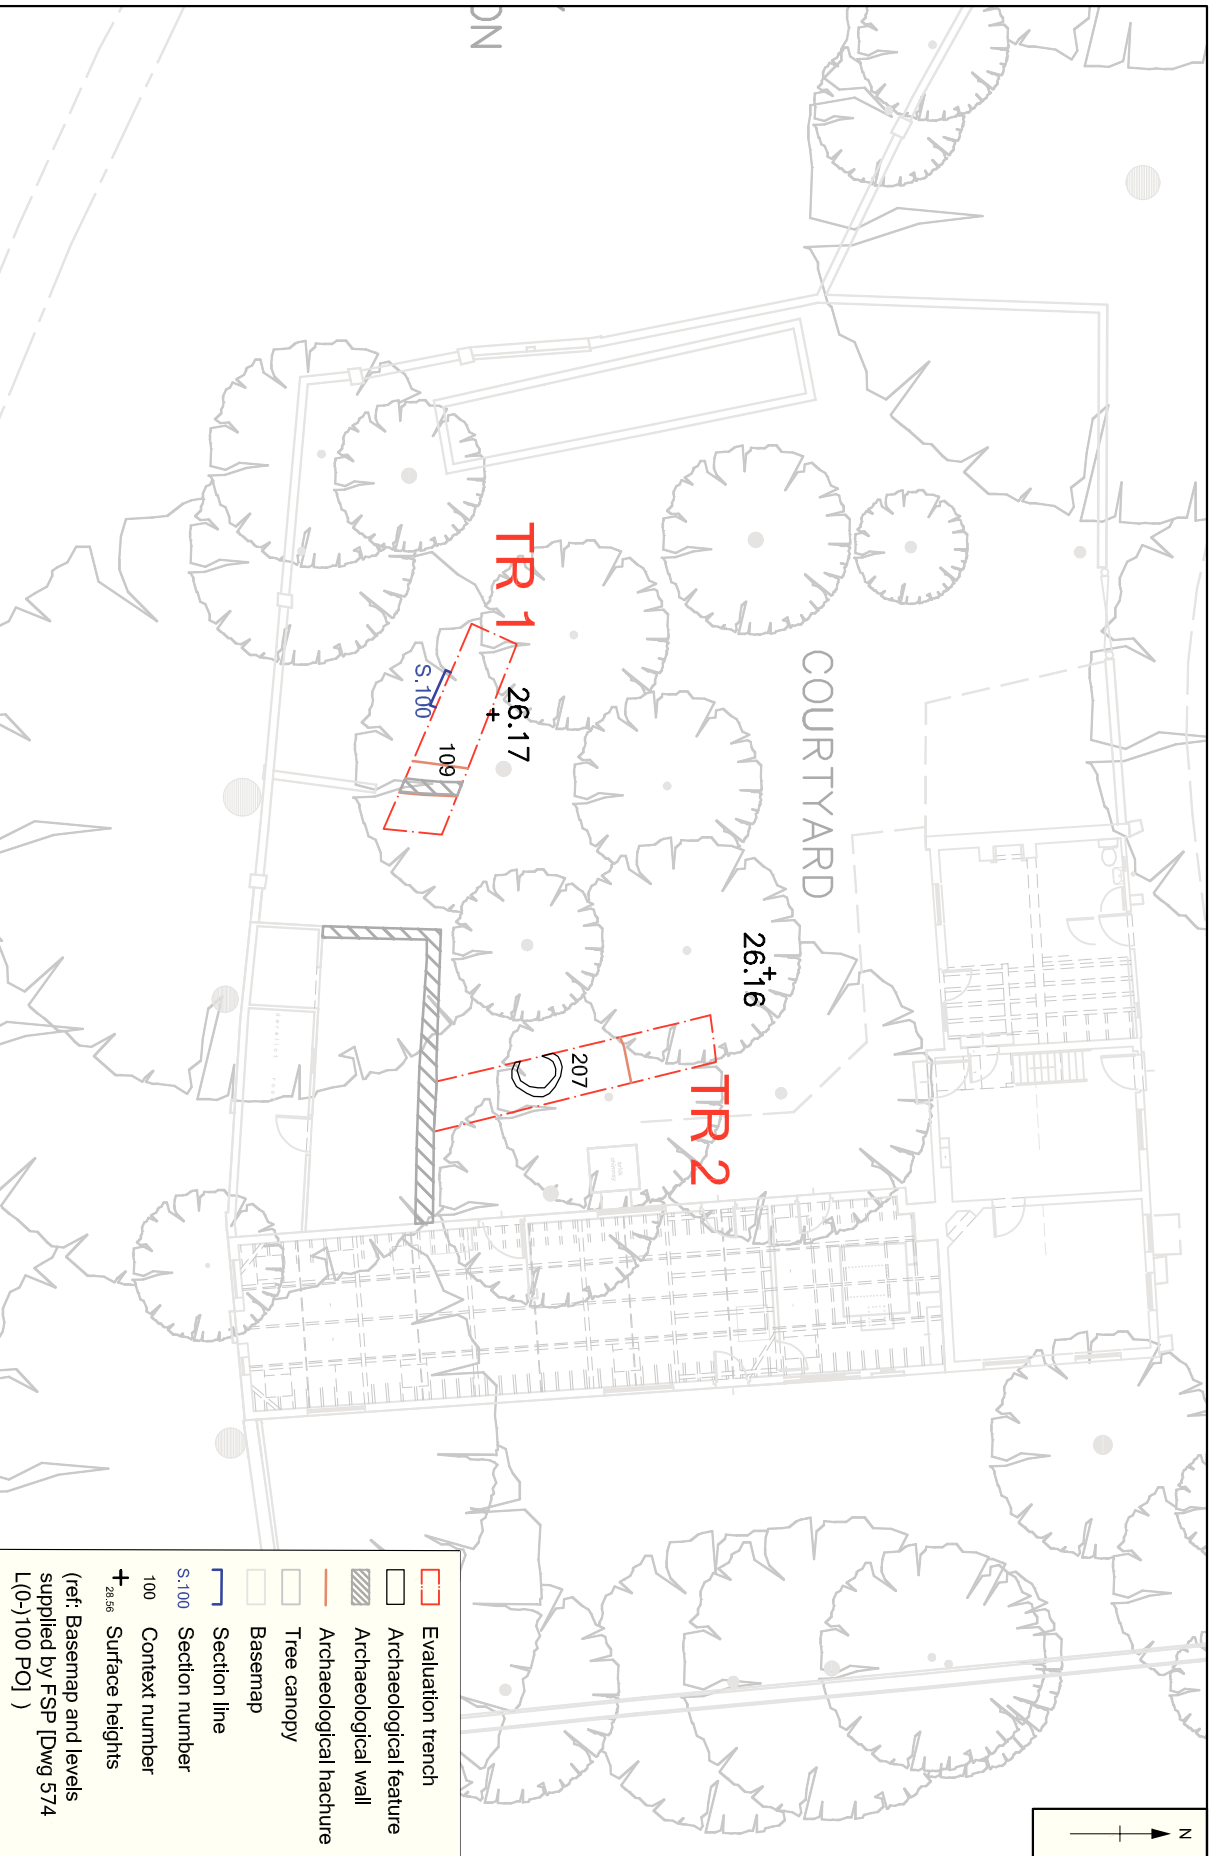 ON
COURTYARD
TR 1
26.17
S.100
109
26.16
207
TR 2
N
Evaluation trench
Archaeological feature
Archaeological wall
Archaeological hachure
Tree canopy
Basemap
Section line
S.100 Section number
100 Context number
28.56 Surface heights
(ref: Basemap and levels
supplied by FSP [Dwg 574
L(0-)100 PO] )